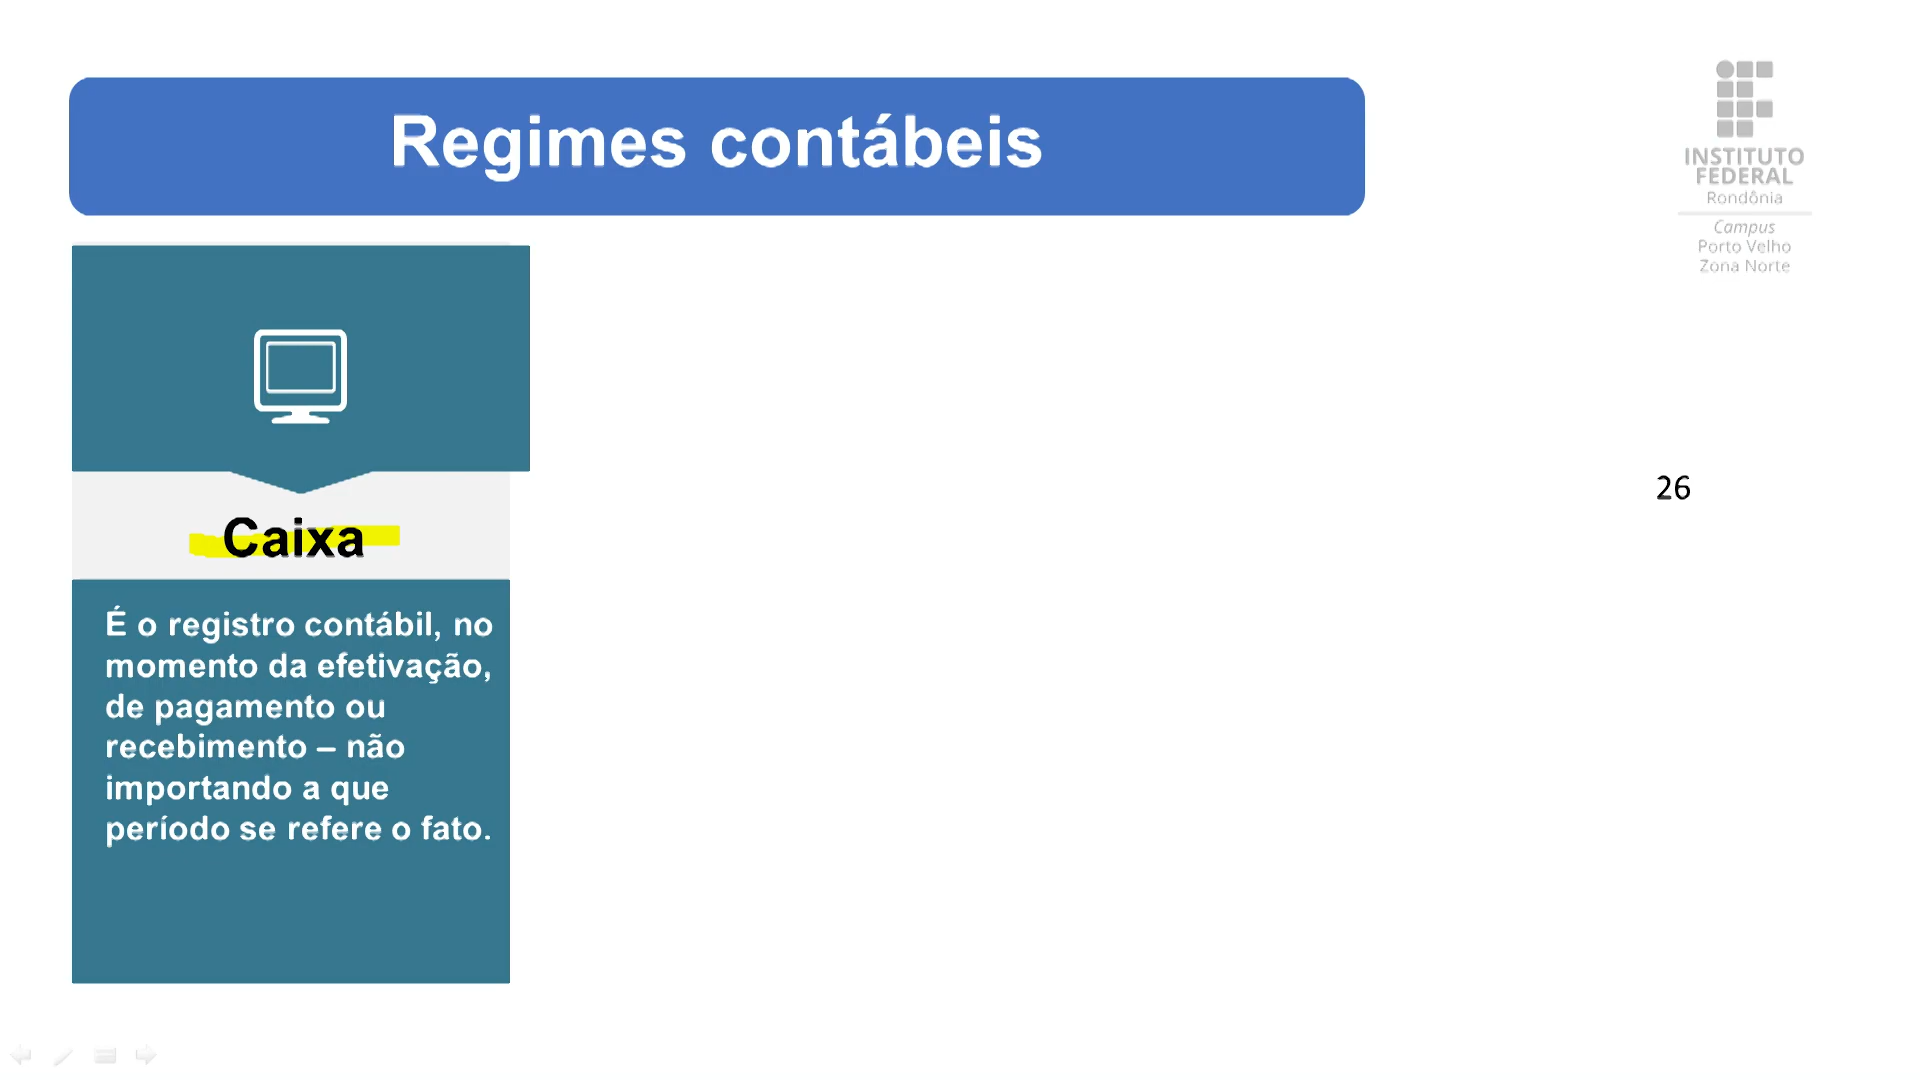 Regimes contábeis
INSTITUTO
FEDERAL
Rondônia
Campus
Porto Velho
Zona Norte
26
Caixa
É o registro contábil, no
momento da efetivação,
de pagamento ou
recebimento – não
importando a que
período se refere o fato.